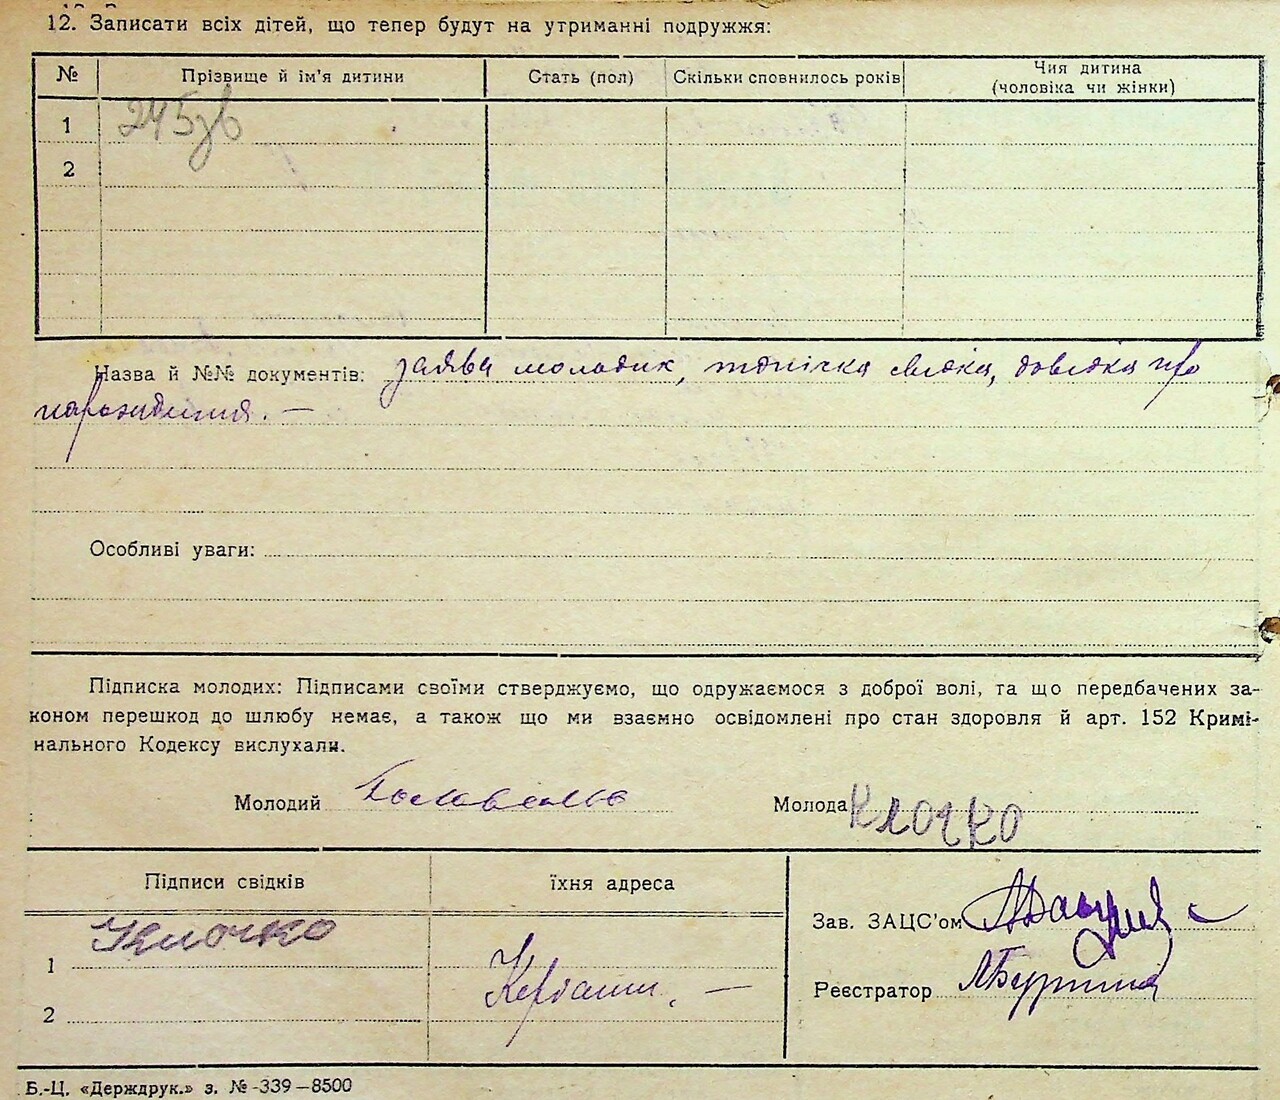 12. Записати всіх дітей, що тепер будут на утриманні подружжя:
№ Прізвище й ім'я дитини Стать (пол) Скільки сповнилось років Чия дитина (чоловіка чи жінки)
245зв
1
2
Назва й №№ документів: заява молодих, свідка, довідка про
народження. —
Особливі уваги:
Підписка молодих: Підписами своїми стверджуємо, що одружаємося з доброї волі, та що передбачених за-
коном перешкод до шлюбу немає, а також що ми взаємно освідомлені про стан здоровля й арт. 152 Кримі-
нального Кодексу вислухали.
Молодий Молода Клочко
Підписи свідків їхня адреса
Клочко
1
2
Зав. ЗАЦС'ом
Реєстратор
Б.-Ц. «Держдрук.» з. №-339—8500